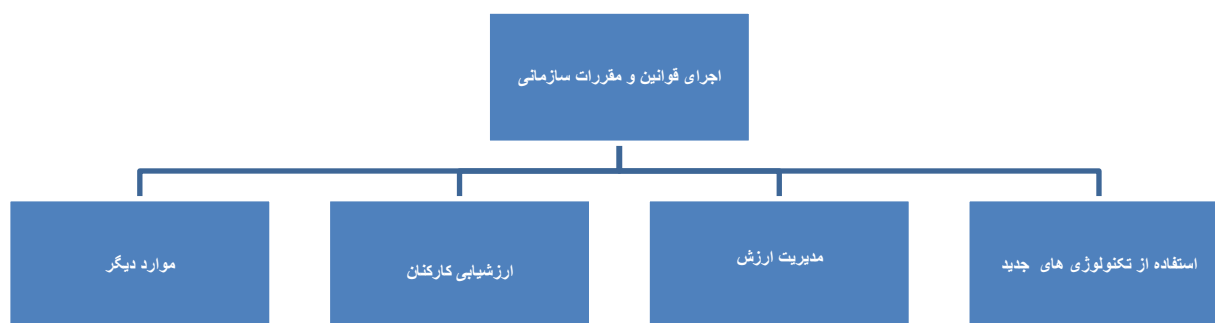 اجرای قوانین و مقررات سازمانی
استفاده از تکنولوژی های جدید
مدیریت ارزش
ارزشیابی کارکنان
موارد دیگر